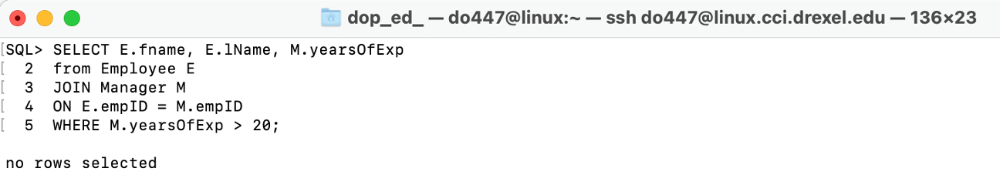 dop_ed_ — do447@linux:~ — ssh do447@linux.cci.drexel.edu — 136×23
[SQL> SELECT E.fname, E.lName, M.yearsOfExp
[  2  from Employee E
[  3  JOIN Manager M
[  4  ON E.empID = M.empID
[  5  WHERE M.yearsOfExp > 20;
no rows selected